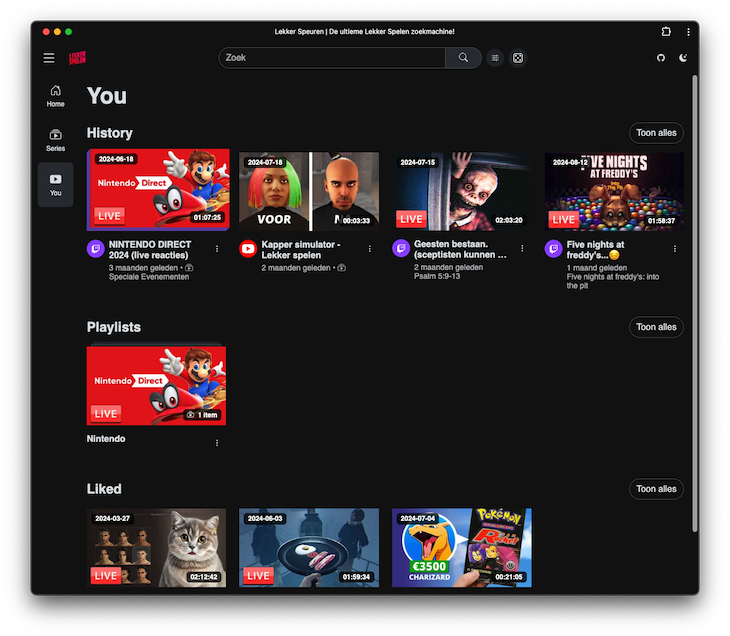 Lekker Speuren | De ultieme Lekker Spelen zoekmachine!
LEKKER
SPELEN
Zoek
Home
Series
You
You
History
Toon alles
2024-06-18
Nintendo Direct
LIVE
01:07:25
2024-07-18
VOOR
00:03:33
2024-07-15
LIVE
02:03:20
2024-08-12
FIVE NIGHTS
AT FREDDY'S
LIVE
01:58:37
NINTENDO DIRECT
2024 (live reacties)
3 maanden geleden •
Speciale Evenementen
Kapper simulator -
Lekker spelen
2 maanden geleden •
Geesten bestaan.
(sceptisten kunnen ...
2 maanden geleden
Psalm 5:9-13
Five nights at
freddy's...😔
1 maand geleden
Five nights at freddy's: into
the pit
Playlists
Toon alles
Nintendo Direct
LIVE
1 item
Nintendo
Liked
Toon alles
2024-03-27
LIVE
02:12:42
2024-06-03
LIVE
01:59:34
2024-07-04
POKéMON
Rocket
€3500
CHARIZARD
00:21:05